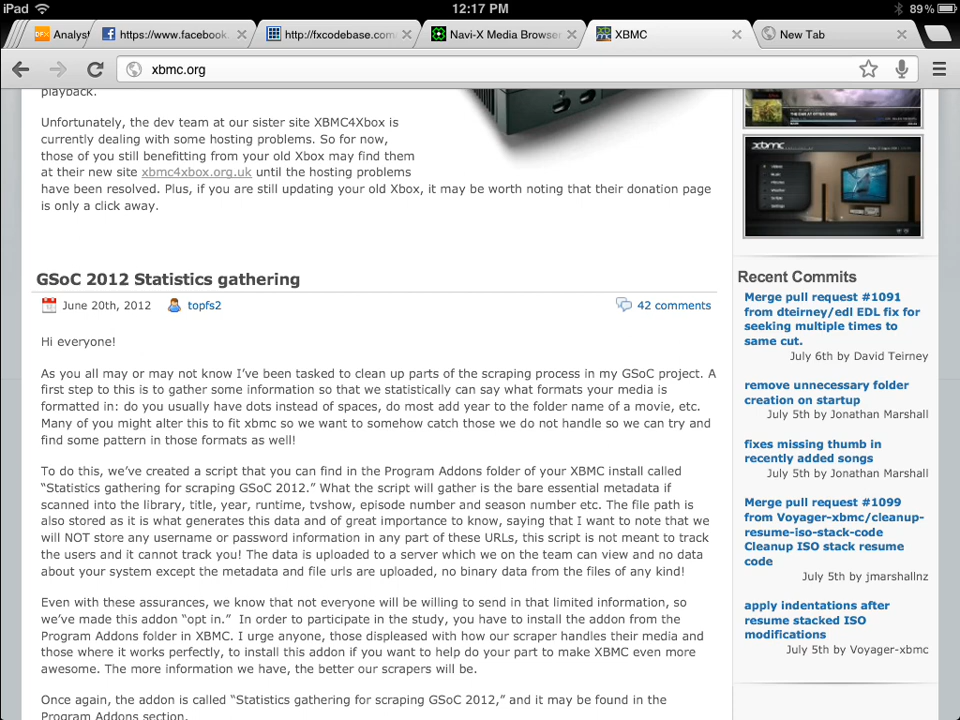 iPad
12:17 PM
89%
Analyst
https://www.facebook.
http://fxcodebase.com
Navi-X Media Browser
XBMC
New Tab
xbmc.org
playback.
Unfortunately, the dev team at our sister site XBMC4Xbox is
currently dealing with some hosting problems. So for now,
those of you still benefitting from your old Xbox may find them
at their new site xbmc4xbox.org.uk until the hosting problems
have been resolved. Plus, if you are still updating your old Xbox, it may be worth noting that their donation page
is only a click away.
GSoC 2012 Statistics gathering
June 20th, 2012 topfs2 42 comments
Hi everyone!
As you all may or may not know I've been tasked to clean up parts of the scraping process in my GSoC project. A
first step to this is to gather some information so that we statistically can say what formats your media is
formatted in: do you usually have dots instead of spaces, do most add year to the folder name of a movie, etc.
Many of you might alter this to fit xbmc so we want to somehow catch those we do not handle so we can try and
find some pattern in those formats as well!
To do this, we've created a script that you can find in the Program Addons folder of your XBMC install called
“Statistics gathering for scraping GSoC 2012.” What the script will gather is the bare essential metadata if
scanned into the library, title, year, runtime, tvshow, episode number and season number etc. The file path is
also stored as it is what generates this data and of great importance to know, saying that I want to note that we
will NOT store any username or password information in any part of these URLs, this script is not meant to track
the users and it cannot track you! The data is uploaded to a server which we on the team can view and no data
about your system except the metadata and file urls are uploaded, no binary data from the files of any kind!
Even with these assurances, we know that not everyone will be willing to send in that limited information, so
we've made this addon “opt in.”  In order to participate in the study, you have to install the addon from the
Program Addons folder in XBMC. I urge anyone, those displeased with how our scraper handles their media and
those where it works perfectly, to install this addon if you want to help do your part to make XBMC even more
awesome. The more information we have, the better our scrapers will be.
Once again, the addon is called “Statistics gathering for scraping GSoC 2012,” and it may be found in the
Program Addons section.
xbmc
Recent Commits
Merge pull request #1091
from dteirney/edl EDL fix for
seeking multiple times to
same cut.
July 6th by David Teirney
remove unnecessary folder
creation on startup
July 5th by Jonathan Marshall
fixes missing thumb in
recently added songs
July 5th by Jonathan Marshall
Merge pull request #1099
from Voyager-xbmc/cleanup-
resume-iso-stack-code
Cleanup ISO stack resume
code
July 5th by jmarshallnz
apply indentations after
resume stacked ISO
modifications
July 5th by Voyager-xbmc